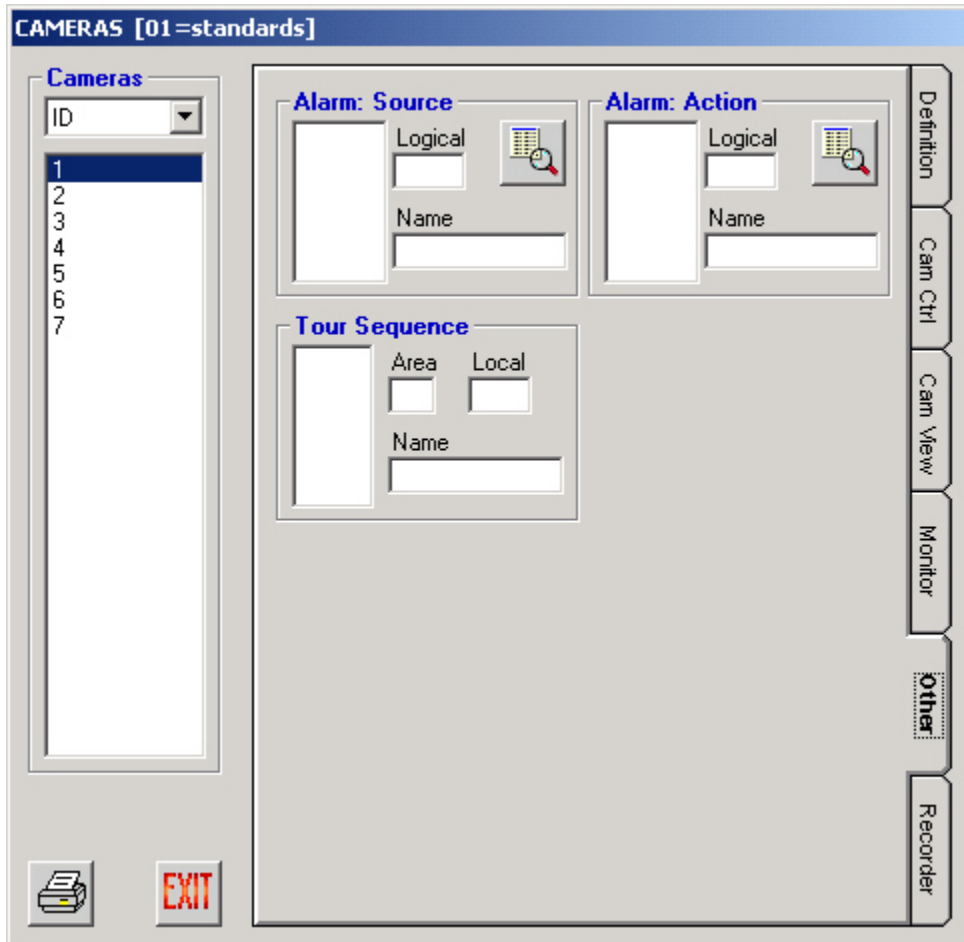 CAMERAS [01=standards]
Cameras
ID
1
2
3
4
5
6
7
EXIT
Alarm: Source
Logical
Name
Alarm: Action
Logical
Name
Tour Sequence
Area Local
Name
Definition
Cam Ctrl
Cam View
Monitor
Other
Recorder